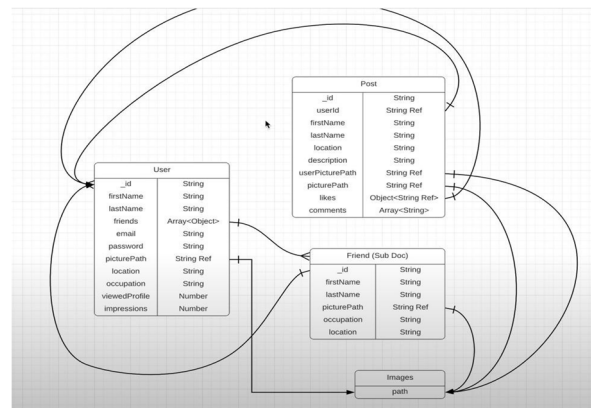 Post
_id String
userId String Ref
firstName String
lastName String
location String
description String
userPicturePath String Ref
picturePath String Ref
likes Object<String Ref>
comments Array<String>
User
_id String
firstName String
lastName String
friends Array<Object>
email String
password String
picturePath String Ref
location String
occupation String
viewedProfile Number
impressions Number
Friend (Sub Doc)
_id String
firstName String
lastName String
picturePath String Ref
occupation String
location String
Images
path